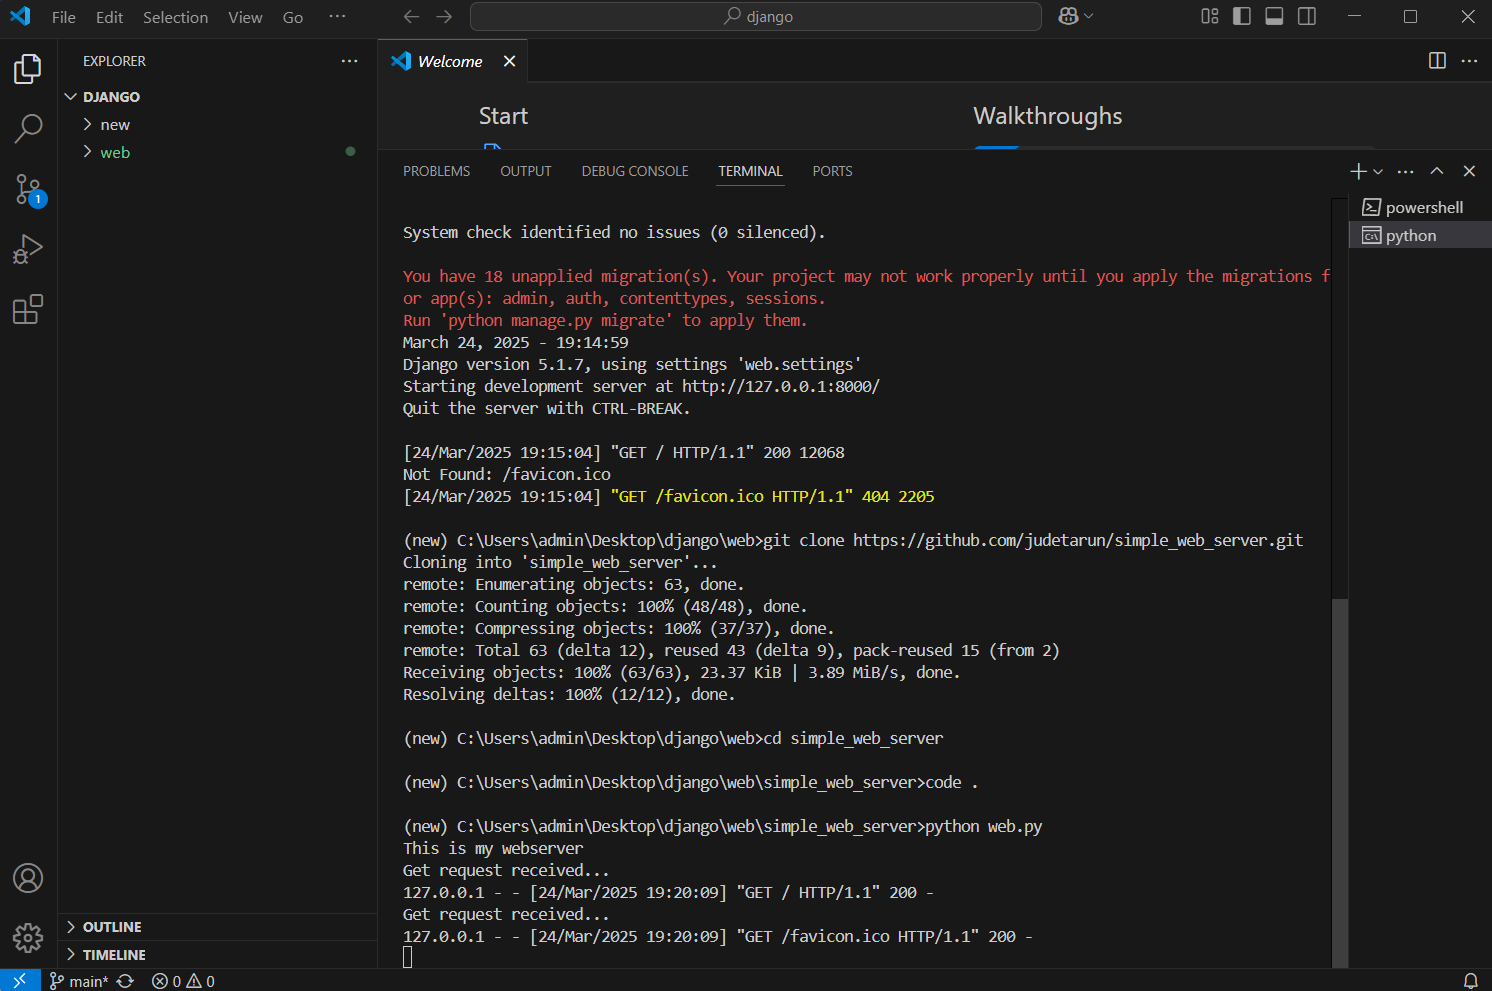 File Edit Selection View Go ···
django
EXPLORER
DJANGO
new
web
1
Welcome
Start
Walkthroughs
PROBLEMS OUTPUT DEBUG CONSOLE TERMINAL PORTS
powershell
python
System check identified no issues (0 silenced).
You have 18 unapplied migration(s). Your project may not work properly until you apply the migrations f
or app(s): admin, auth, contenttypes, sessions.
Run 'python manage.py migrate' to apply them.
March 24, 2025 - 19:14:59
Django version 5.1.7, using settings 'web.settings'
Starting development server at http://127.0.0.1:8000/
Quit the server with CTRL-BREAK.
[24/Mar/2025 19:15:04] "GET / HTTP/1.1" 200 12068
Not Found: /favicon.ico
[24/Mar/2025 19:15:04] "GET /favicon.ico HTTP/1.1" 404 2205
(new) C:\Users\admin\Desktop\django\web>git clone https://github.com/judetarun/simple_web_server.git
Cloning into 'simple_web_server'...
remote: Enumerating objects: 63, done.
remote: Counting objects: 100% (48/48), done.
remote: Compressing objects: 100% (37/37), done.
remote: Total 63 (delta 12), reused 43 (delta 9), pack-reused 15 (from 2)
Receiving objects: 100% (63/63), 23.37 KiB | 3.89 MiB/s, done.
Resolving deltas: 100% (12/12), done.
(new) C:\Users\admin\Desktop\django\web>cd simple_web_server
(new) C:\Users\admin\Desktop\django\web\simple_web_server>code .
(new) C:\Users\admin\Desktop\django\web\simple_web_server>python web.py
This is my webserver
Get request received...
127.0.0.1 - - [24/Mar/2025 19:20:09] "GET / HTTP/1.1" 200 -
Get request received...
127.0.0.1 - - [24/Mar/2025 19:20:09] "GET /favicon.ico HTTP/1.1" 200 -
OUTLINE
TIMELINE
main* 0 0